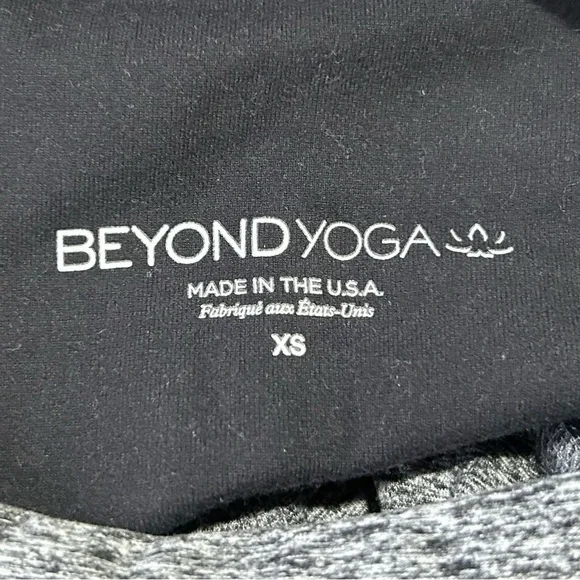 BEYOND YOGA
MADE IN THE U.S.A.
Fabriqué aux États-Unis
XS